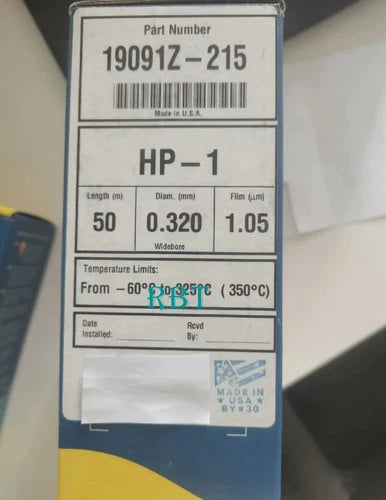 Part Number
19091Z-215
Made in U.S.A.
HP-1
Length (m) Diam. (mm) Film (μm)
50 0.320 1.05
Widebore
Temperature Limits:
From -60°C to 325°C (350°C)
RBT
Date Rcvd
Installed: By:
MADE IN
USA
BY #30